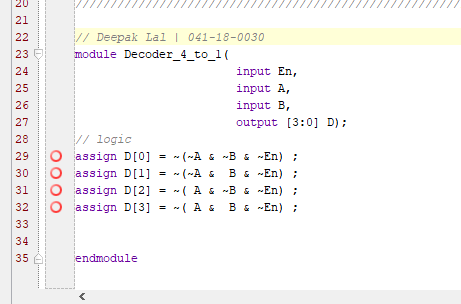 20 ////////////////////////////////////////////////////////////
21
22 // Deepak Lal | 041-18-0030
23 module Decoder_4_to_1(
24 input En,
25 input A,
26 input B,
27 output [3:0] D);
28 // logic
29 assign D[0] = ~(~A & ~B & ~En) ;
30 assign D[1] = ~(~A &  B & ~En) ;
31 assign D[2] = ~( A & ~B & ~En) ;
32 assign D[3] = ~( A &  B & ~En) ;
33
34
35 endmodule